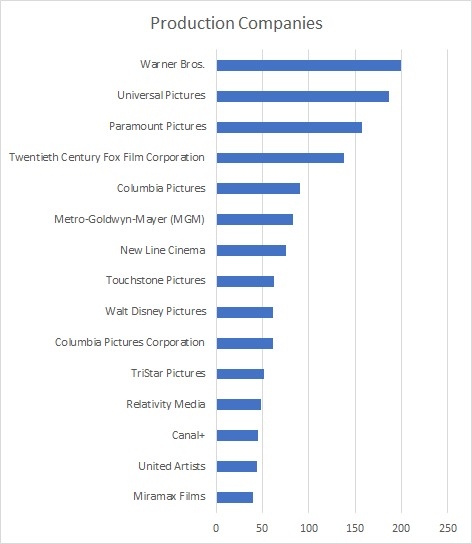 Production Companies
Warner Bros.
Universal Pictures
Paramount Pictures
Twentieth Century Fox Film Corporation
Columbia Pictures
Metro-Goldwyn-Mayer (MGM)
New Line Cinema
Touchstone Pictures
Walt Disney Pictures
Columbia Pictures Corporation
TriStar Pictures
Relativity Media
Canal+
United Artists
Miramax Films
0 50 100 150 200 250